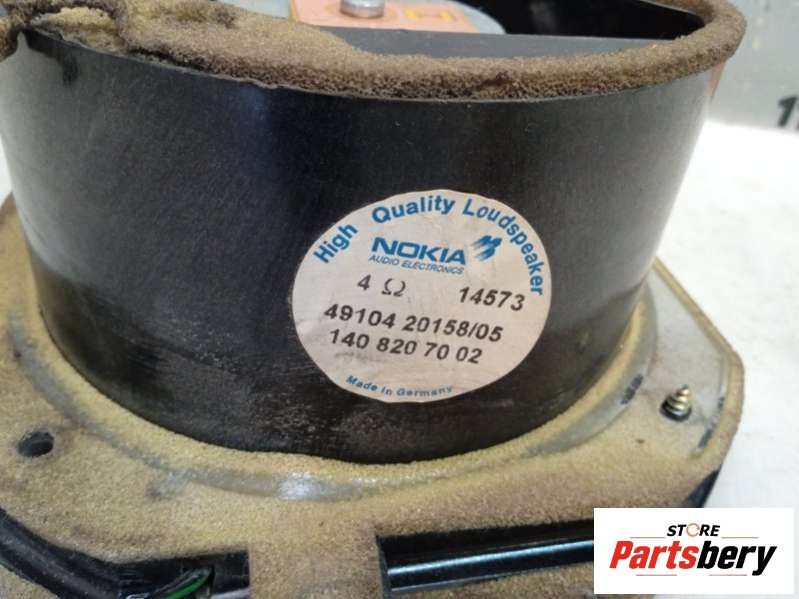 High Quality Loudspeaker
NOKIA
AUDIO ELECTRONICS
4 Ω 14573
49104 20158/05
140 820 70 02
Made in Germany
STORE
Partsbery